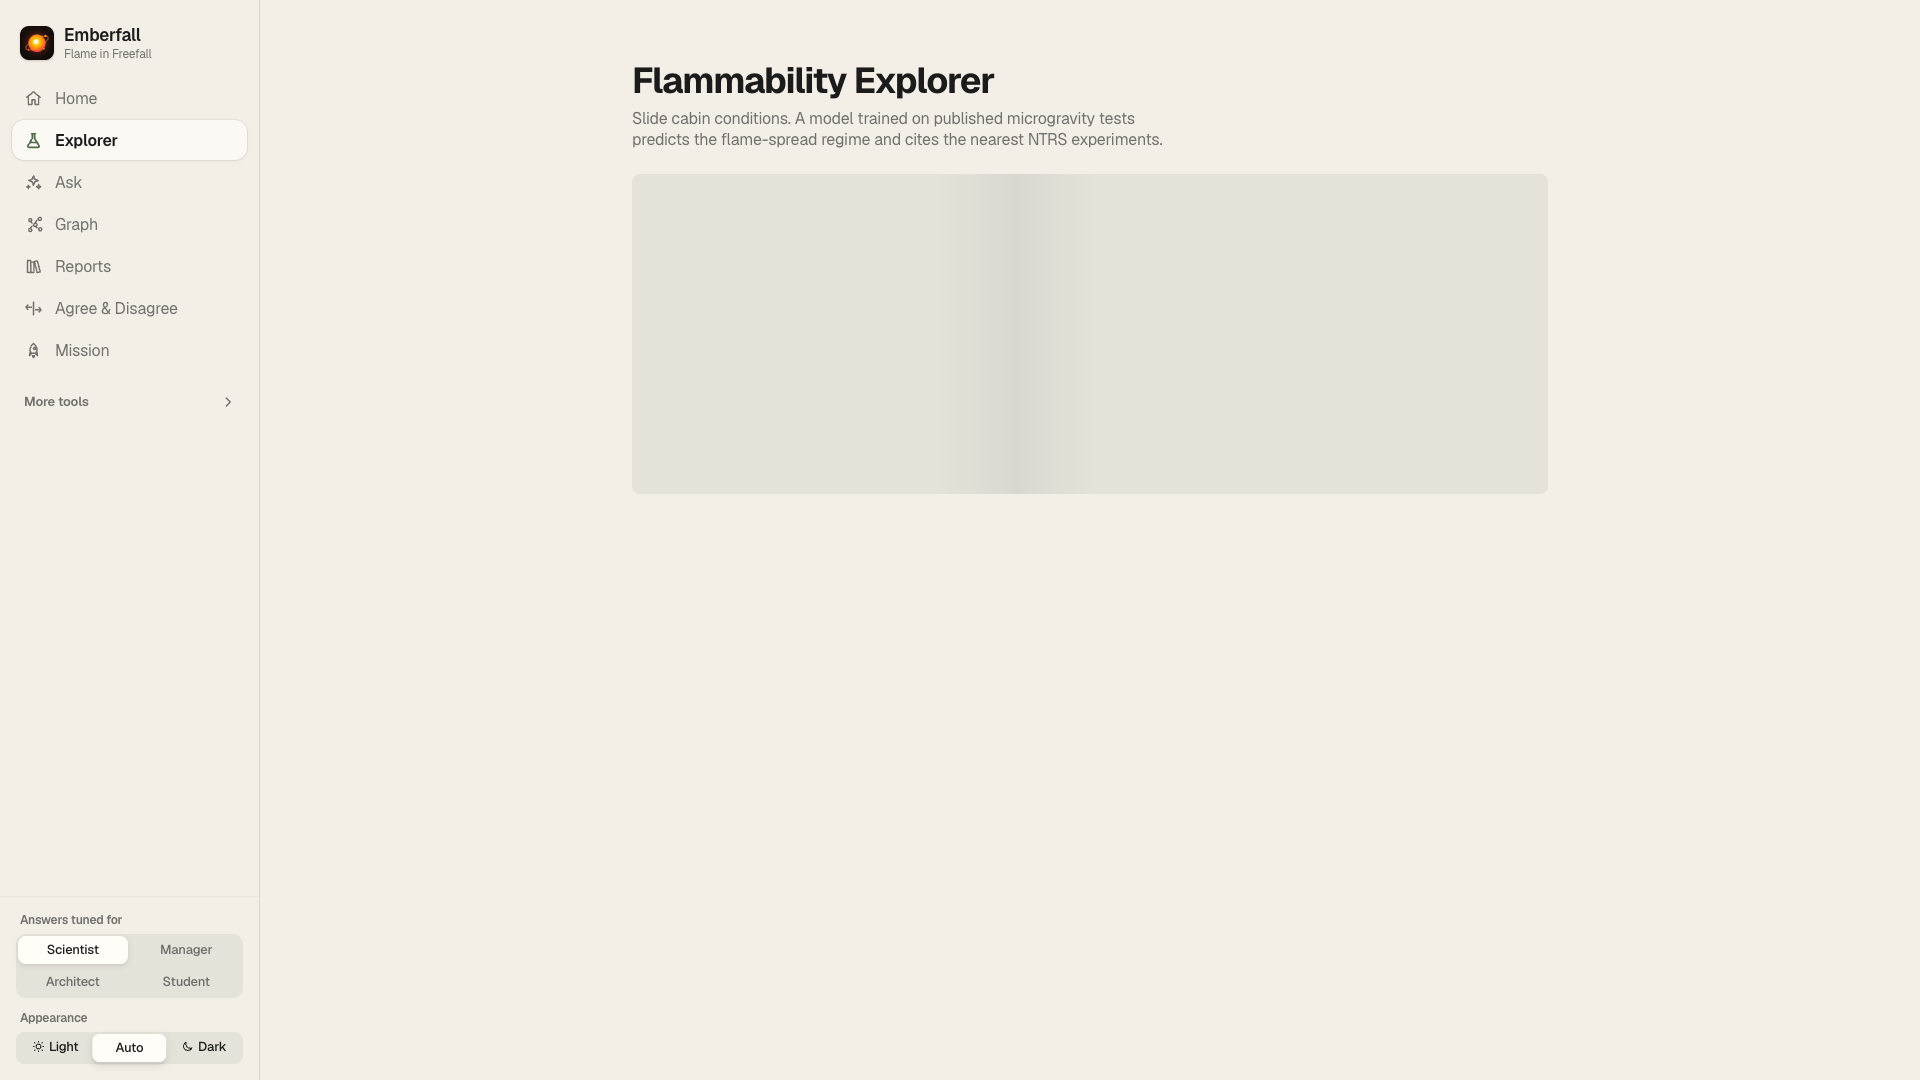 Emberfall
Flame in Freefall
Home
Explorer
Ask
Graph
Reports
Agree & Disagree
Mission
More tools
Answers tuned for
Scientist
Manager
Architect
Student
Appearance
Light
Auto
Dark
Flammability Explorer
Slide cabin conditions. A model trained on published microgravity tests
predicts the flame-spread regime and cites the nearest NTRS experiments.